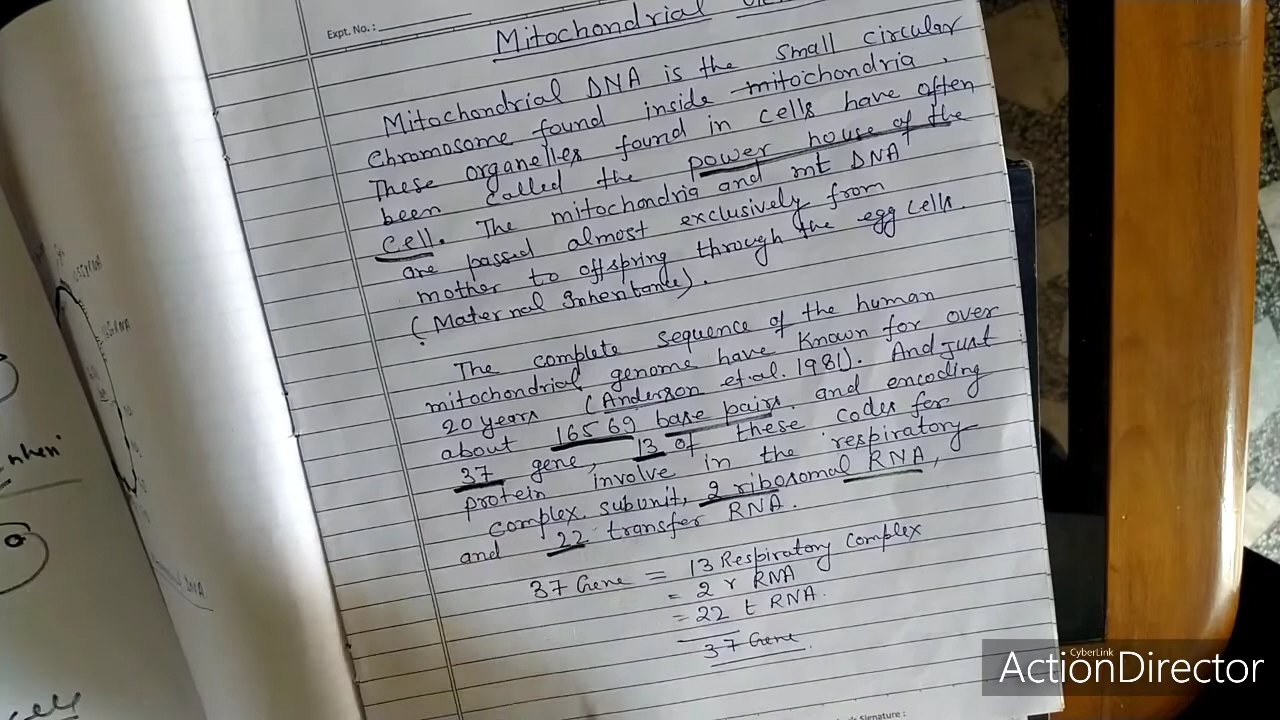 Expt. No. :
Mitochondrial
Mitochondrial DNA is the small circular
chromosome found inside mitochondria.
These organelles found in cells have often
been called the power house of the
cell. The mitochondria and mt DNA
are passed almost exclusively from
mother to offspring through the egg cells.
(Maternal Inheritance).
The complete sequence of the human
mitochondrial genome have known for over
20 years (Anderson et al. 1981). And just
about 16569 base pairs. and encoding
37 gene, 13 of these codes for
protein involve in the respiratory
complex subunit, 2 ribosomal RNA,
and 22 transfer RNA.
37 Gene = 13 Respiratory complex
= 2 r RNA
= 22 t RNA.
37 Gene.
Signature :
CyberLink
ActionDirector